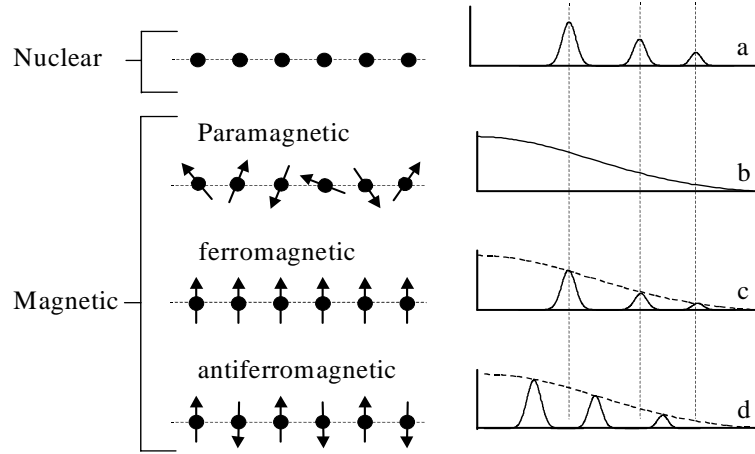 Nuclear
a
Paramagnetic
b
ferromagnetic
c
Magnetic
antiferromagnetic
d